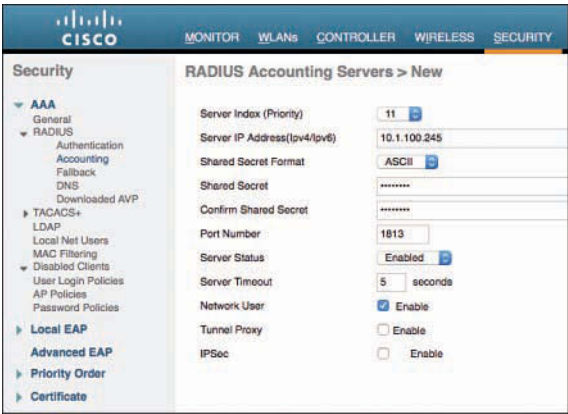 CISCO
MONITOR WLANs CONTROLLER WIRELESS SECURITY
Security
AAA
General
RADIUS
Authentication
Accounting
Fallback
DNS
Downloaded AVP
TACACS+
LDAP
Local Net Users
MAC Filtering
Disabled Clients
User Login Policies
AP Policies
Password Policies
Local EAP
Advanced EAP
Priority Order
Certificate
RADIUS Accounting Servers > New
Server Index (Priority) 11
Server IP Address(Ipv4/Ipv6) 10.1.100.245
Shared Secret Format ASCII
Shared Secret ••••••••
Confirm Shared Secret ••••••••
Port Number 1813
Server Status Enabled
Server Timeout 5 seconds
Network User Enable
Tunnel Proxy Enable
IPSec Enable